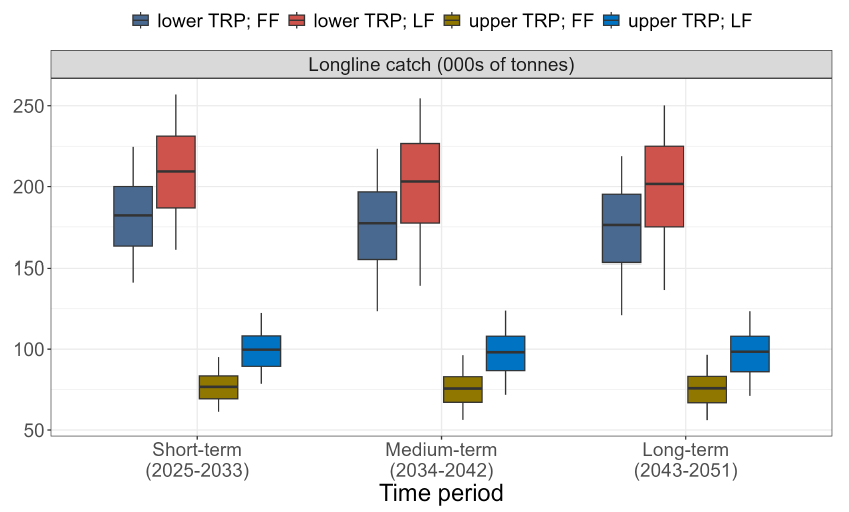 lower TRP; FF lower TRP; LF upper TRP; FF upper TRP; LF
Longline catch (000s of tonnes)
250
200
150
100
50
Short-term Medium-term Long-term
(2025-2033) (2034-2042) (2043-2051)
Time period